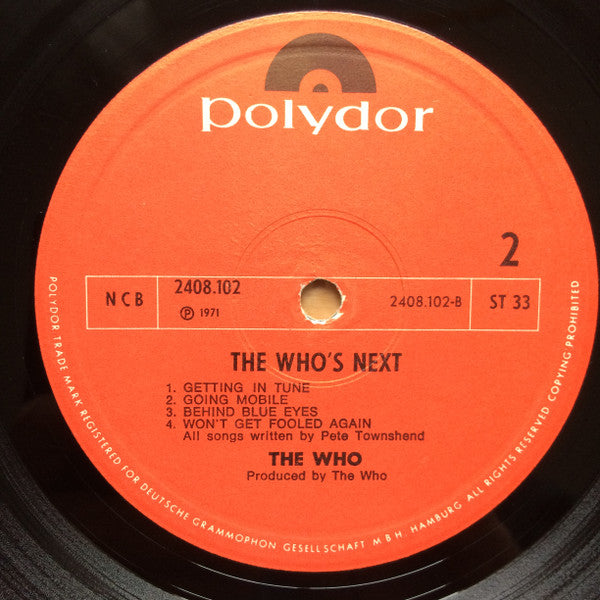 polydor
2
NCB
2408.102
Ⓟ 1971
2408.102-B
ST 33
THE WHO'S NEXT
1. GETTING IN TUNE
2. GOING MOBILE
3. BEHIND BLUE EYES
4. WON'T GET FOOLED AGAIN
All songs written by Pete Townshend
THE WHO
Produced by The Who
POLYDOR TRADE MARK REGISTERED FOR DEUTSCHE GRAMMOPHON GESELLSCHAFT M B H. HAMBURG ALL RIGHTS RESERVED COPYING PROHIBITED